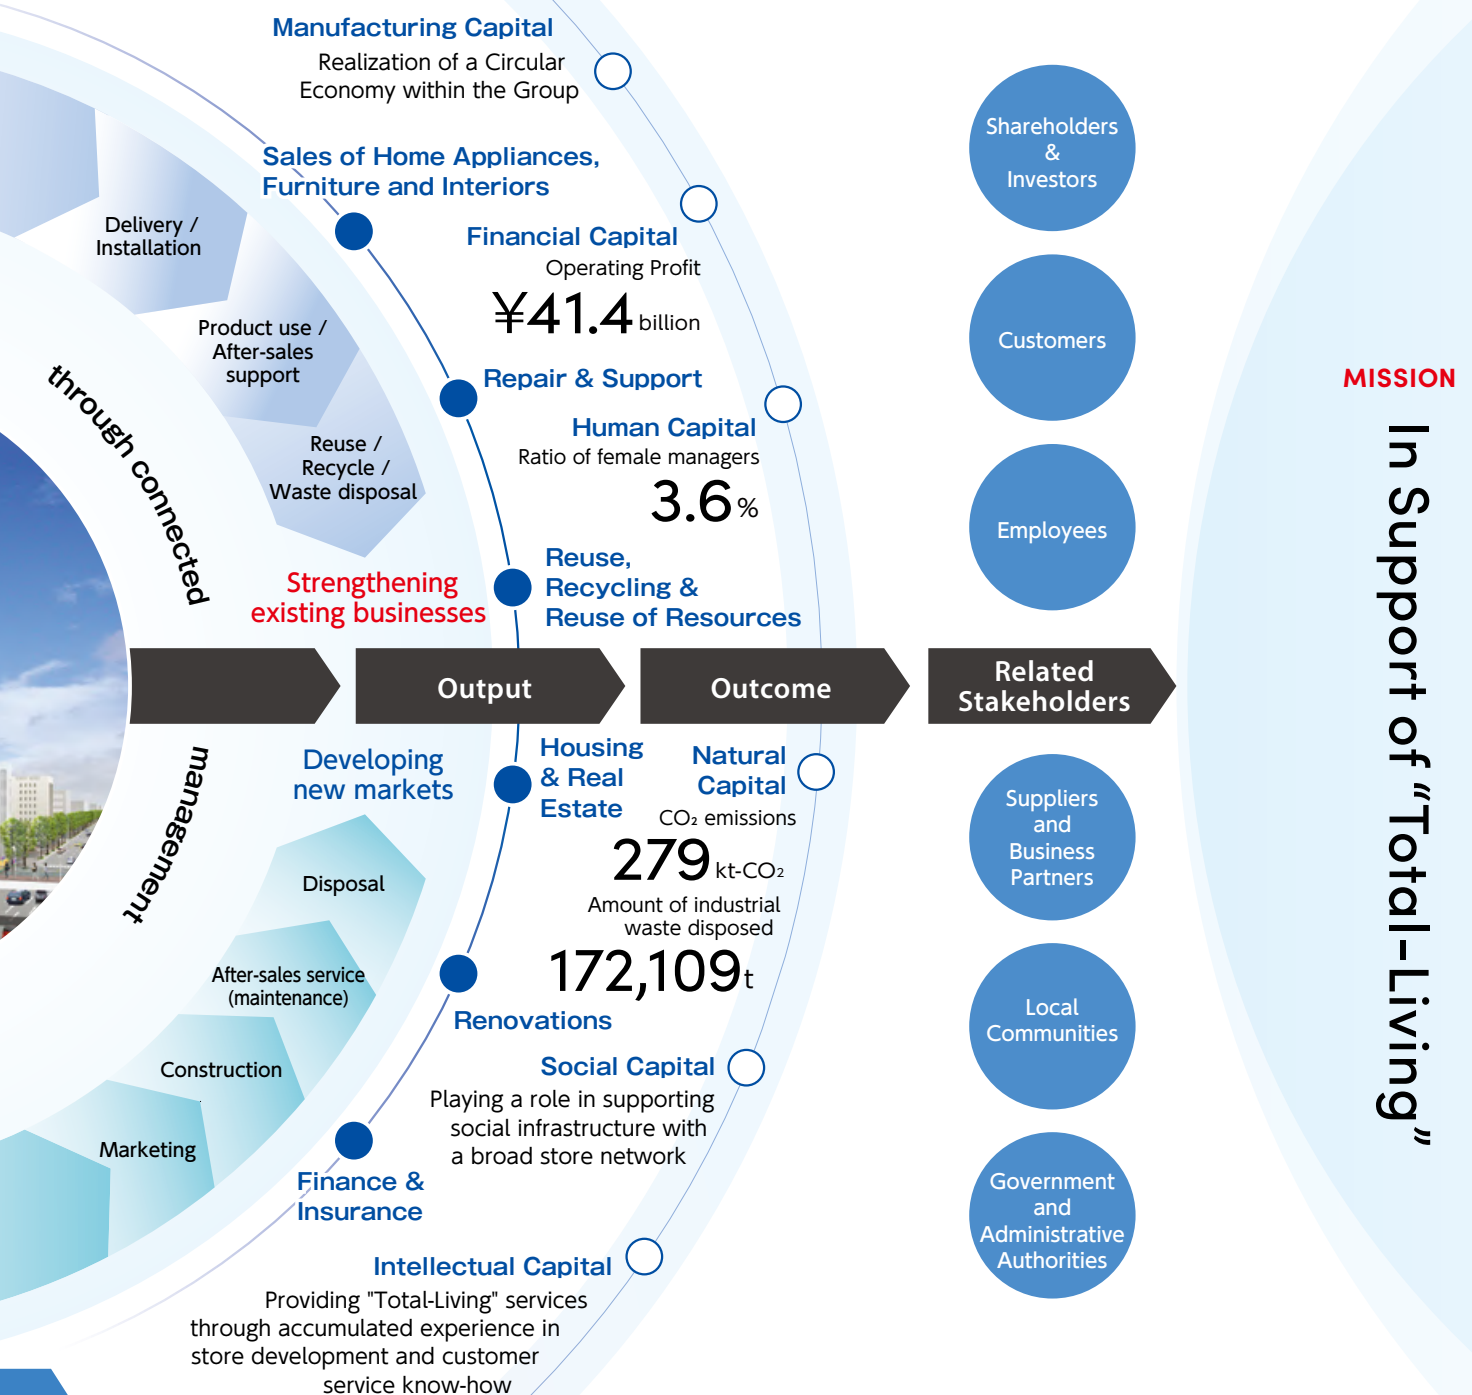 Manufacturing Capital
Realization of a Circular
Economy within the Group
Sales of Home Appliances,
Furniture and Interiors
Delivery /
Installation
Financial Capital
Operating Profit
¥41.4 billion
Product use /
After-sales
support
Repair & Support
Human Capital
Ratio of female managers
3.6 %
Reuse /
Recycle /
Waste disposal
through connected
Reuse,
Recycling &
Reuse of Resources
Strengthening
existing businesses
Output
Outcome
Related
Stakeholders
Developing
new markets
management
Housing
& Real
Estate
Natural
Capital
CO₂ emissions
279 kt-CO₂
Amount of industrial
waste disposed
172,109 t
Disposal
After-sales service
(maintenance)
Renovations
Construction
Social Capital
Playing a role in supporting
social infrastructure with
a broad store network
Marketing
Finance &
Insurance
Intellectual Capital
Providing "Total-Living" services
through accumulated experience in
store development and customer
service know-how
Shareholders
&
Investors
Customers
Employees
Suppliers
and
Business
Partners
Local
Communities
Government
and
Administrative
Authorities
MISSION
In Support of “Total-Living”